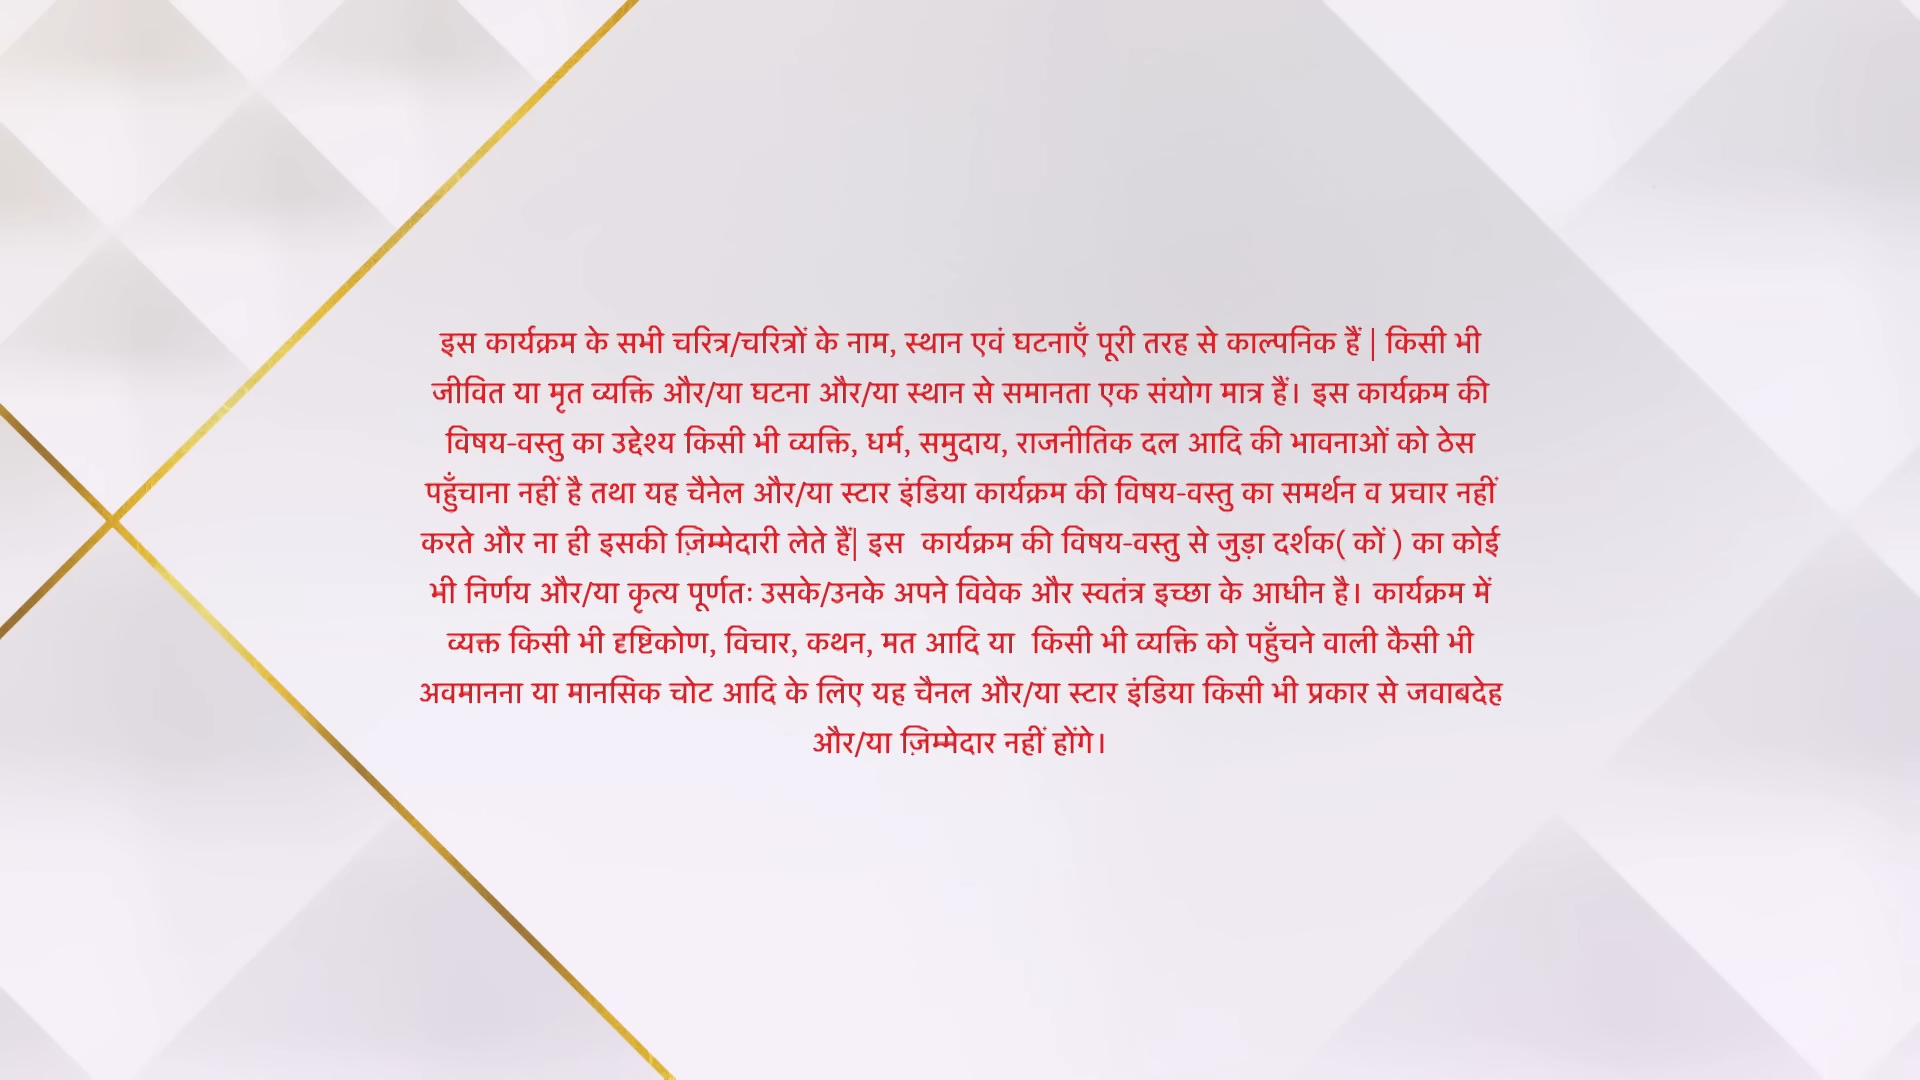 इस कार्यक्रम के सभी चरित्र/चरित्रों के नाम, स्थान एवं घटनाएँ पूरी तरह से काल्पनिक हैं | किसी भी
जीवित या मृत व्यक्ति और/या घटना और/या स्थान से समानता एक संयोग मात्र हैं। इस कार्यक्रम की
विषय-वस्तु का उद्देश्य किसी भी व्यक्ति, धर्म, समुदाय, राजनीतिक दल आदि की भावनाओं को ठेस
पहुँचाना नहीं है तथा यह चैनेल और/या स्टार इंडिया कार्यक्रम की विषय-वस्तु का समर्थन व प्रचार नहीं
करते और ना ही इसकी ज़िम्मेदारी लेते हैं| इस  कार्यक्रम की विषय-वस्तु से जुड़ा दर्शक( कों ) का कोई
भी निर्णय और/या कृत्य पूर्णतः उसके/उनके अपने विवेक और स्वतंत्र इच्छा के आधीन है। कार्यक्रम में
व्यक्त किसी भी दृष्टिकोण, विचार, कथन, मत आदि या  किसी भी व्यक्ति को पहुँचने वाली कैसी भी
अवमानना या मानसिक चोट आदि के लिए यह चैनल और/या स्टार इंडिया किसी भी प्रकार से जवाबदेह
और/या ज़िम्मेदार नहीं होंगे।